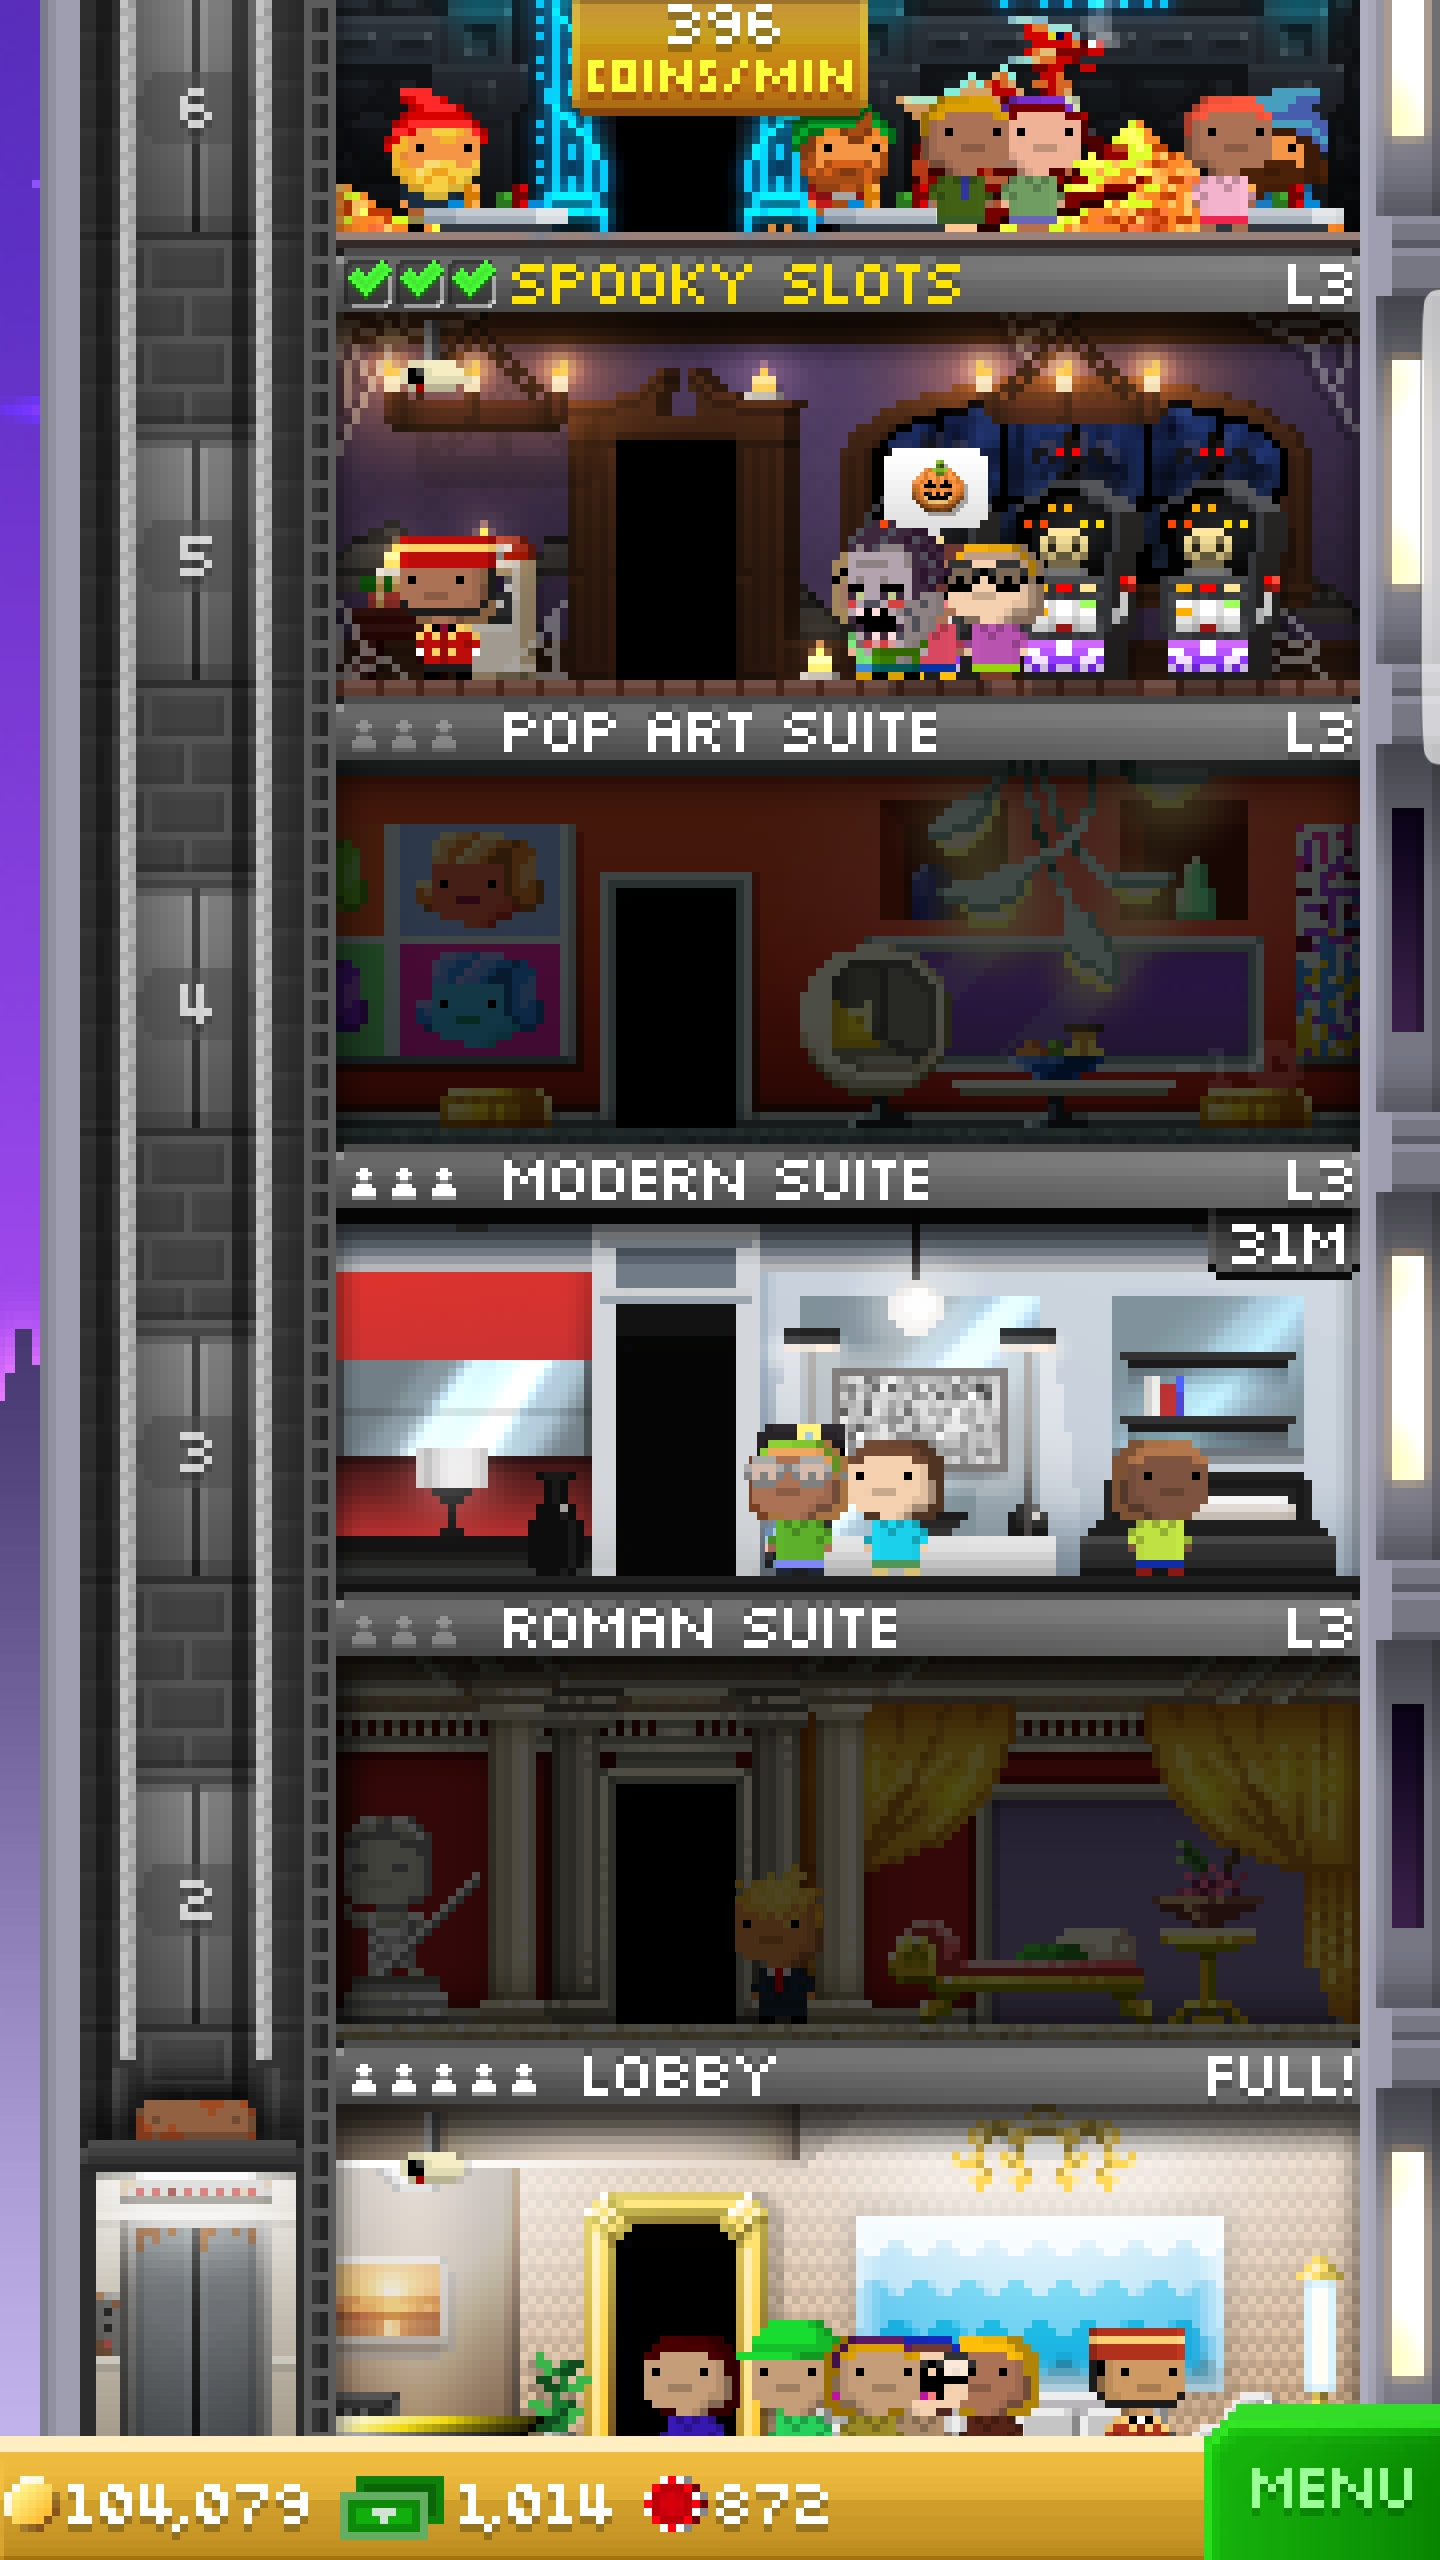 396
COINS/MIN
6
SPOOKY SLOTS L3
5
POP ART SUITE L3
4
MODERN SUITE L3
31M
3
ROMAN SUITE L3
2
LOBBY FULL!
104,079 1,014 872 MENU